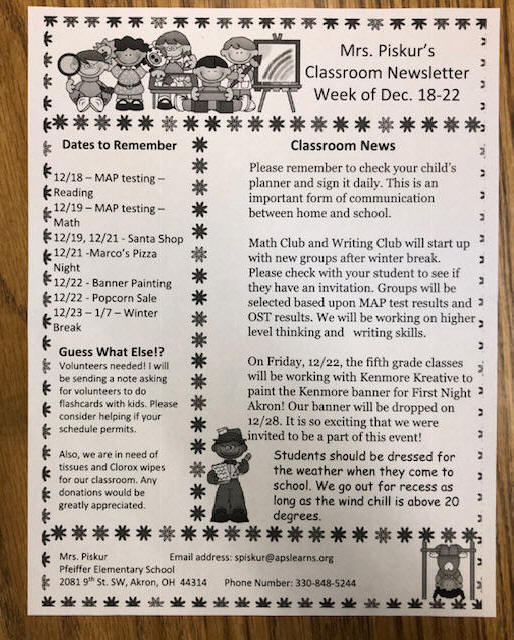 Mrs. Piskur's
Classroom Newsletter
Week of Dec. 18-22
Dates to Remember
12/18 – MAP testing –
Reading
12/19 – MAP testing –
Math
12/19, 12/21 - Santa Shop
12/21 -Marco's Pizza
Night
12/22 - Banner Painting
12/22 - Popcorn Sale
12/23 – 1/7 – Winter
Break
Guess What Else!?
Volunteers needed! I will
be sending a note asking
for volunteers to do
flashcards with kids. Please
consider helping if your
schedule permits.
Also, we are in need of
tissues and Clorox wipes
for our classroom. Any
donations would be
greatly appreciated.
Classroom News
Please remember to check your child's
planner and sign it daily. This is an
important form of communication
between home and school.
Math Club and Writing Club will start up
with new groups after winter break.
Please check with your student to see if
they have an invitation. Groups will be
selected based upon MAP test results and
OST results. We will be working on higher
level thinking and writing skills.
On Friday, 12/22, the fifth grade classes
will be working with Kenmore Kreative to
paint the Kenmore banner for First Night
Akron! Our banner will be dropped on
12/28. It is so exciting that we were
invited to be a part of this event!
Students should be dressed for
the weather when they come to
school. We go out for recess as
long as the wind chill is above 20
degrees.
Mrs. Piskur Email address: spiskur@apslearns.org
Pfeiffer Elementary School
2081 9th St. SW, Akron, OH 44314 Phone Number: 330-848-5244